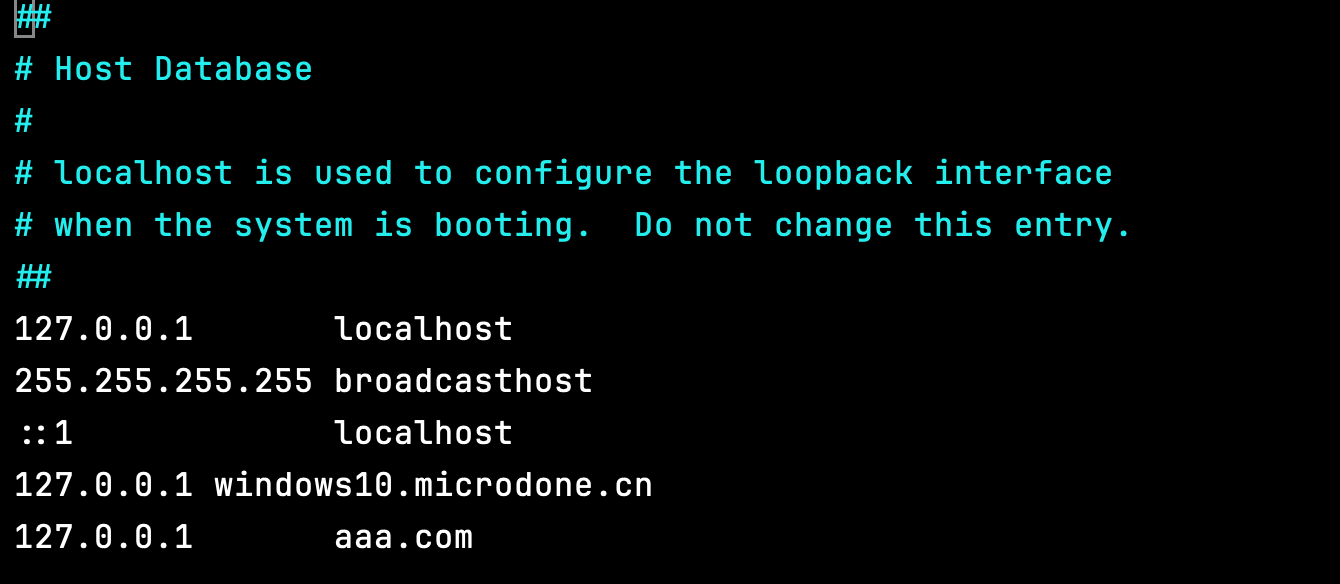 ##
# Host Database
#
# localhost is used to configure the loopback interface
# when the system is booting.  Do not change this entry.
##
127.0.0.1       localhost
255.255.255.255 broadcasthost
::1             localhost
127.0.0.1 windows10.microdone.cn
127.0.0.1       aaa.com